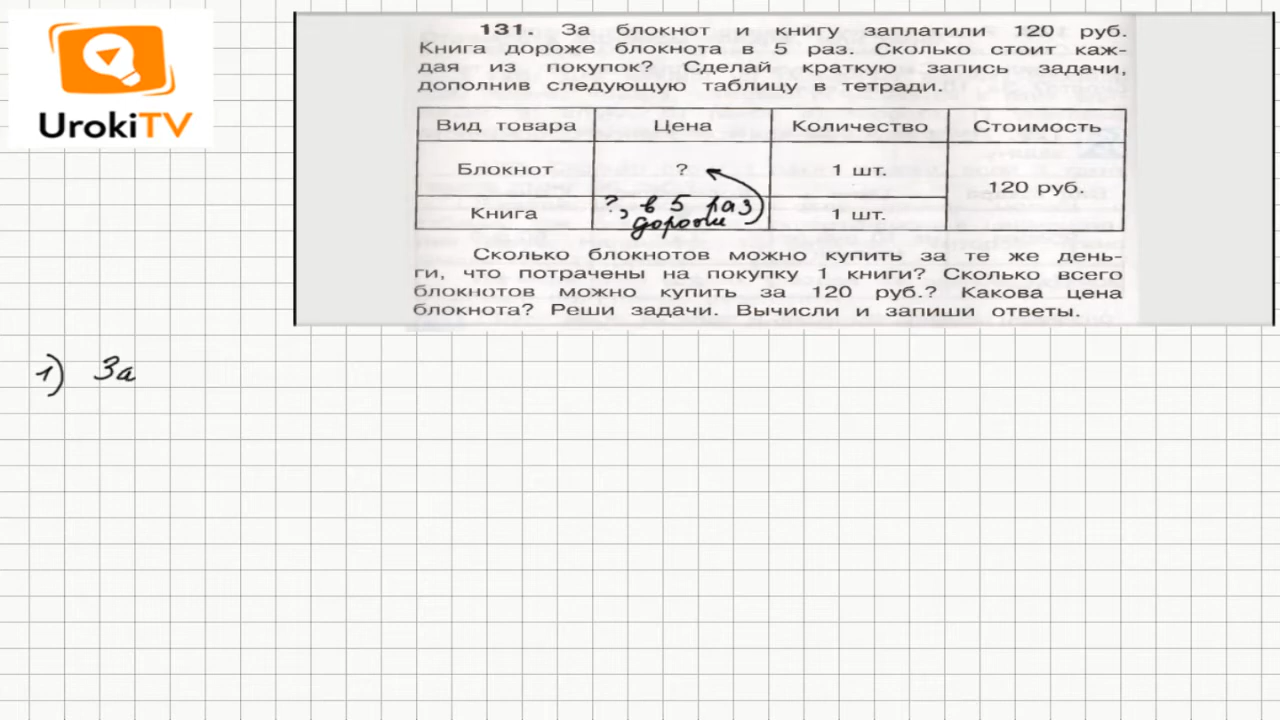 UrokiTV
131. За блокнот и книгу заплатили 120 руб.
Книга дороже блокнота в 5 раз. Сколько стоит каж-
дая из покупок? Сделай краткую запись задачи,
дополнив следующую таблицу в тетради.
Вид товара Цена Количество Стоимость
Блокнот ? 1 шт.
120 руб.
Книга ?, в 5 раз 1 шт.
дороже
Сколько блокнотов можно купить за те же день-
ги, что потрачены на покупку 1 книги? Сколько всего
блокнотов можно купить за 120 руб.? Какова цена
блокнота? Реши задачи. Вычисли и запиши ответы.
1) За